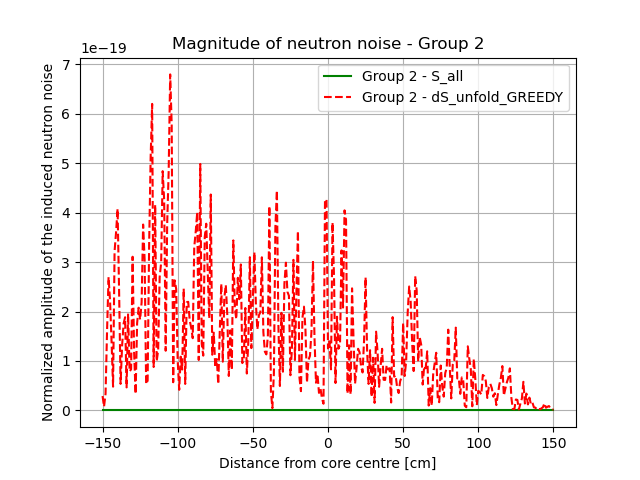 Magnitude of neutron noise - Group 2
1e−19
Normalized amplitude of the induced neutron noise
7
6
5
4
3
2
1
0
Group 2 - S_all
Group 2 - dS_unfold_GREEDY
−150 −100 −50 0 50 100 150
Distance from core centre [cm]